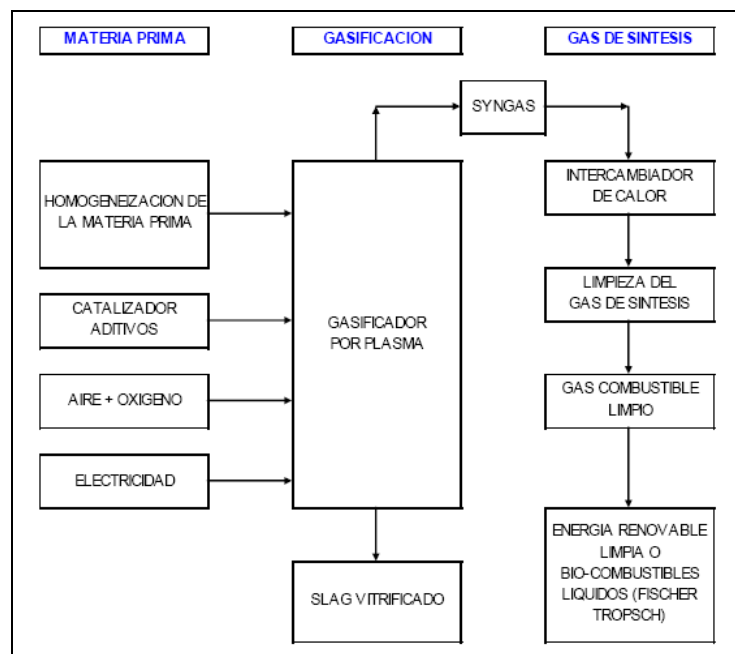 MATERIA PRIMA
GASIFICACION
GAS DE SINTESIS
SYNGAS
HOMOGENEIZACION DE
LA MATERIA PRIMA
CATALIZADOR
ADITIVOS
AIRE + OXIGENO
ELECTRICIDAD
GASIFICADOR
POR PLASMA
SLAG VITRIFICADO
INTERCAMBIADOR
DE CALOR
LIMPIEZA DEL
GAS DE SINTESIS
GAS COMBUSTIBLE
LIMPIO
ENERGIA RENOVABLE
LIMPIA O
BIO-COMBUSTIBLES
LIQUIDOS (FISCHER
TROPSCH)